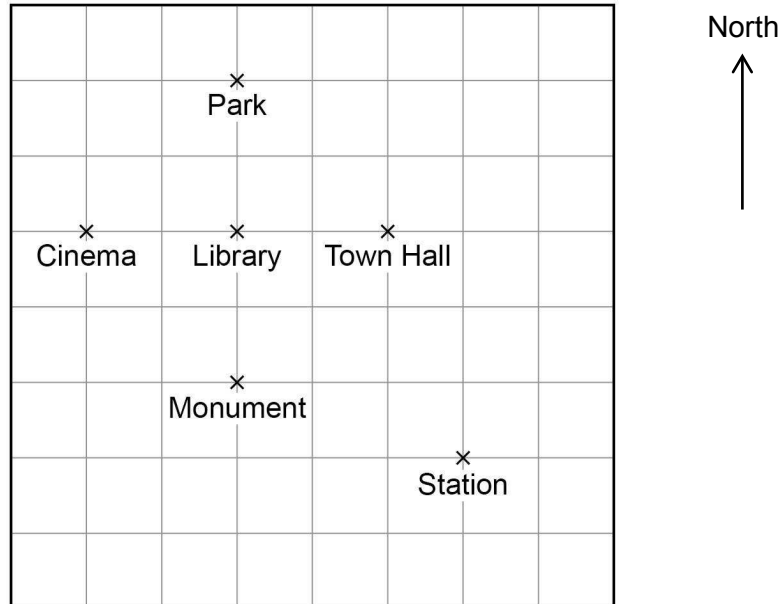 North
Park
Cinema
Library
Town Hall
Monument
Station